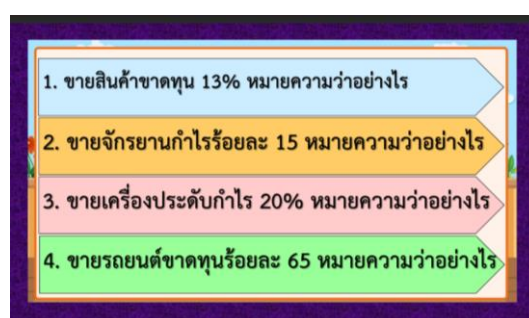 1. ขายสินค้าขาดทุน 13% หมายความว่าอย่างไร
2. ขายจักรยานกำไรร้อยละ 15 หมายความว่าอย่างไร
3. ขายเครื่องประดับกำไร 20% หมายความว่าอย่างไร
4. ขายรถยนต์ขาดทุนร้อยละ 65 หมายความว่าอย่างไร